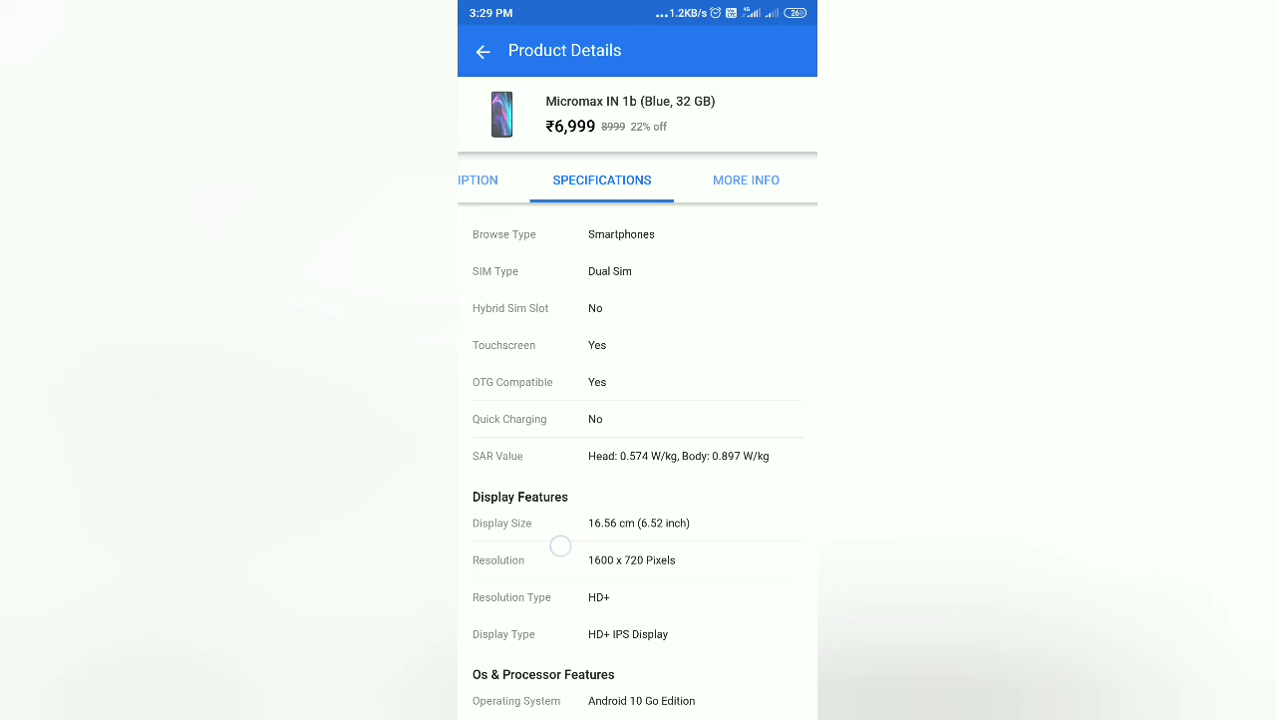 3:29 PM ...1.2KB/s 4G 26
Product Details
Micromax IN 1b (Blue, 32 GB)
₹6,999 8999 22% off
IPTION SPECIFICATIONS MORE INFO
Browse Type Smartphones
SIM Type Dual Sim
Hybrid Sim Slot No
Touchscreen Yes
OTG Compatible Yes
Quick Charging No
SAR Value Head: 0.574 W/kg, Body: 0.897 W/kg
Display Features
Display Size 16.56 cm (6.52 inch)
Resolution 1600 x 720 Pixels
Resolution Type HD+
Display Type HD+ IPS Display
Os & Processor Features
Operating System Android 10 Go Edition